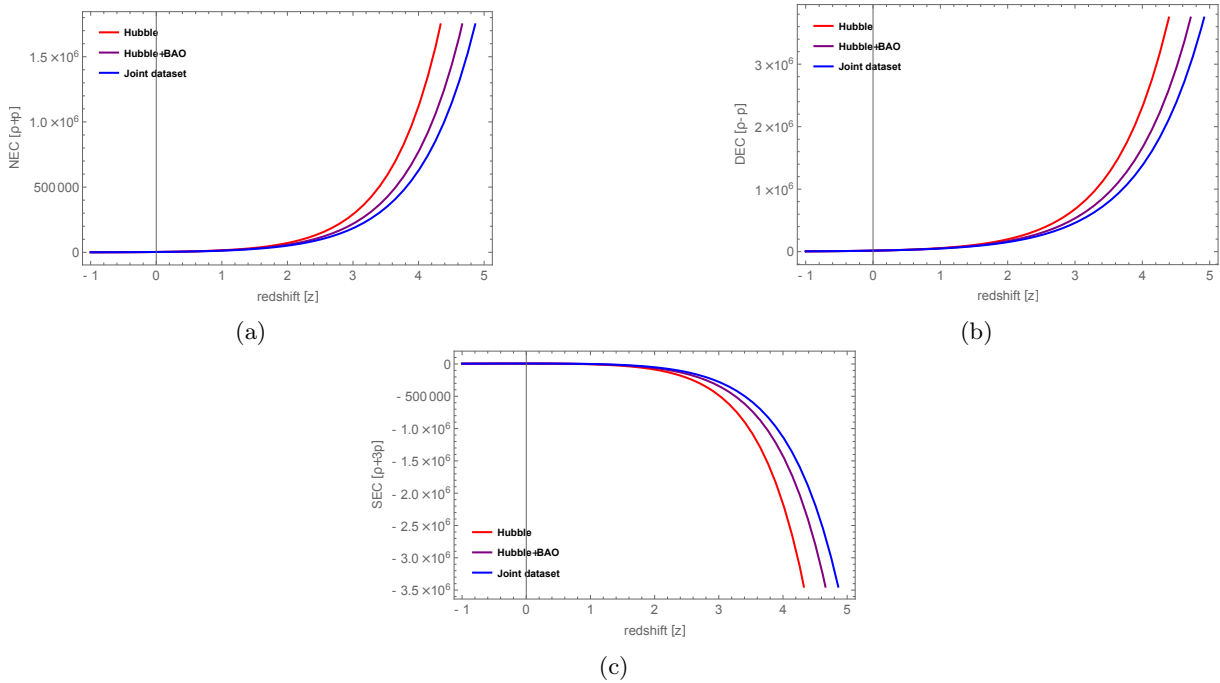 Hubble
Hubble+BAO
Joint dataset
NEC [ρ+p]
1.5×10⁶
1.0×10⁶
500 000
0
- 1 0 1 2 3 4 5
redshift [z]
(a)
Hubble
Hubble+BAO
Joint dataset
DEC [ρ- p]
3×10⁶
2×10⁶
1×10⁶
0
- 1 0 1 2 3 4 5
redshift [z]
(b)
0
- 500 000
- 1.0×10⁶
- 1.5×10⁶
- 2.0×10⁶
- 2.5×10⁶
- 3.0×10⁶
- 3.5×10⁶
SEC [ρ+3p]
Hubble
Hubble+BAO
Joint dataset
- 1 0 1 2 3 4 5
redshift [z]
(c)